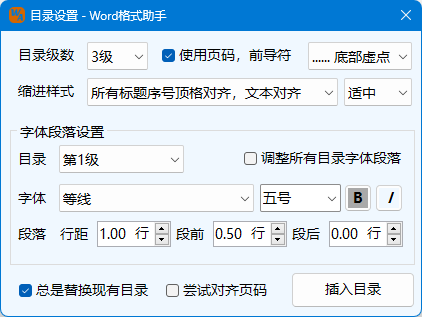 目录设置 - Word格式助手
目录级数 3级 使用页码，前导符 ...... 底部虚点
缩进样式 所有标题序号顶格对齐，文本对齐 适中
字体段落设置
目录 第1级 调整所有目录字体段落
字体 等线 五号 B I
段落 行距 1.00 行 段前 0.50 行 段后 0.00 行
总是替换现有目录 尝试对齐页码 插入目录